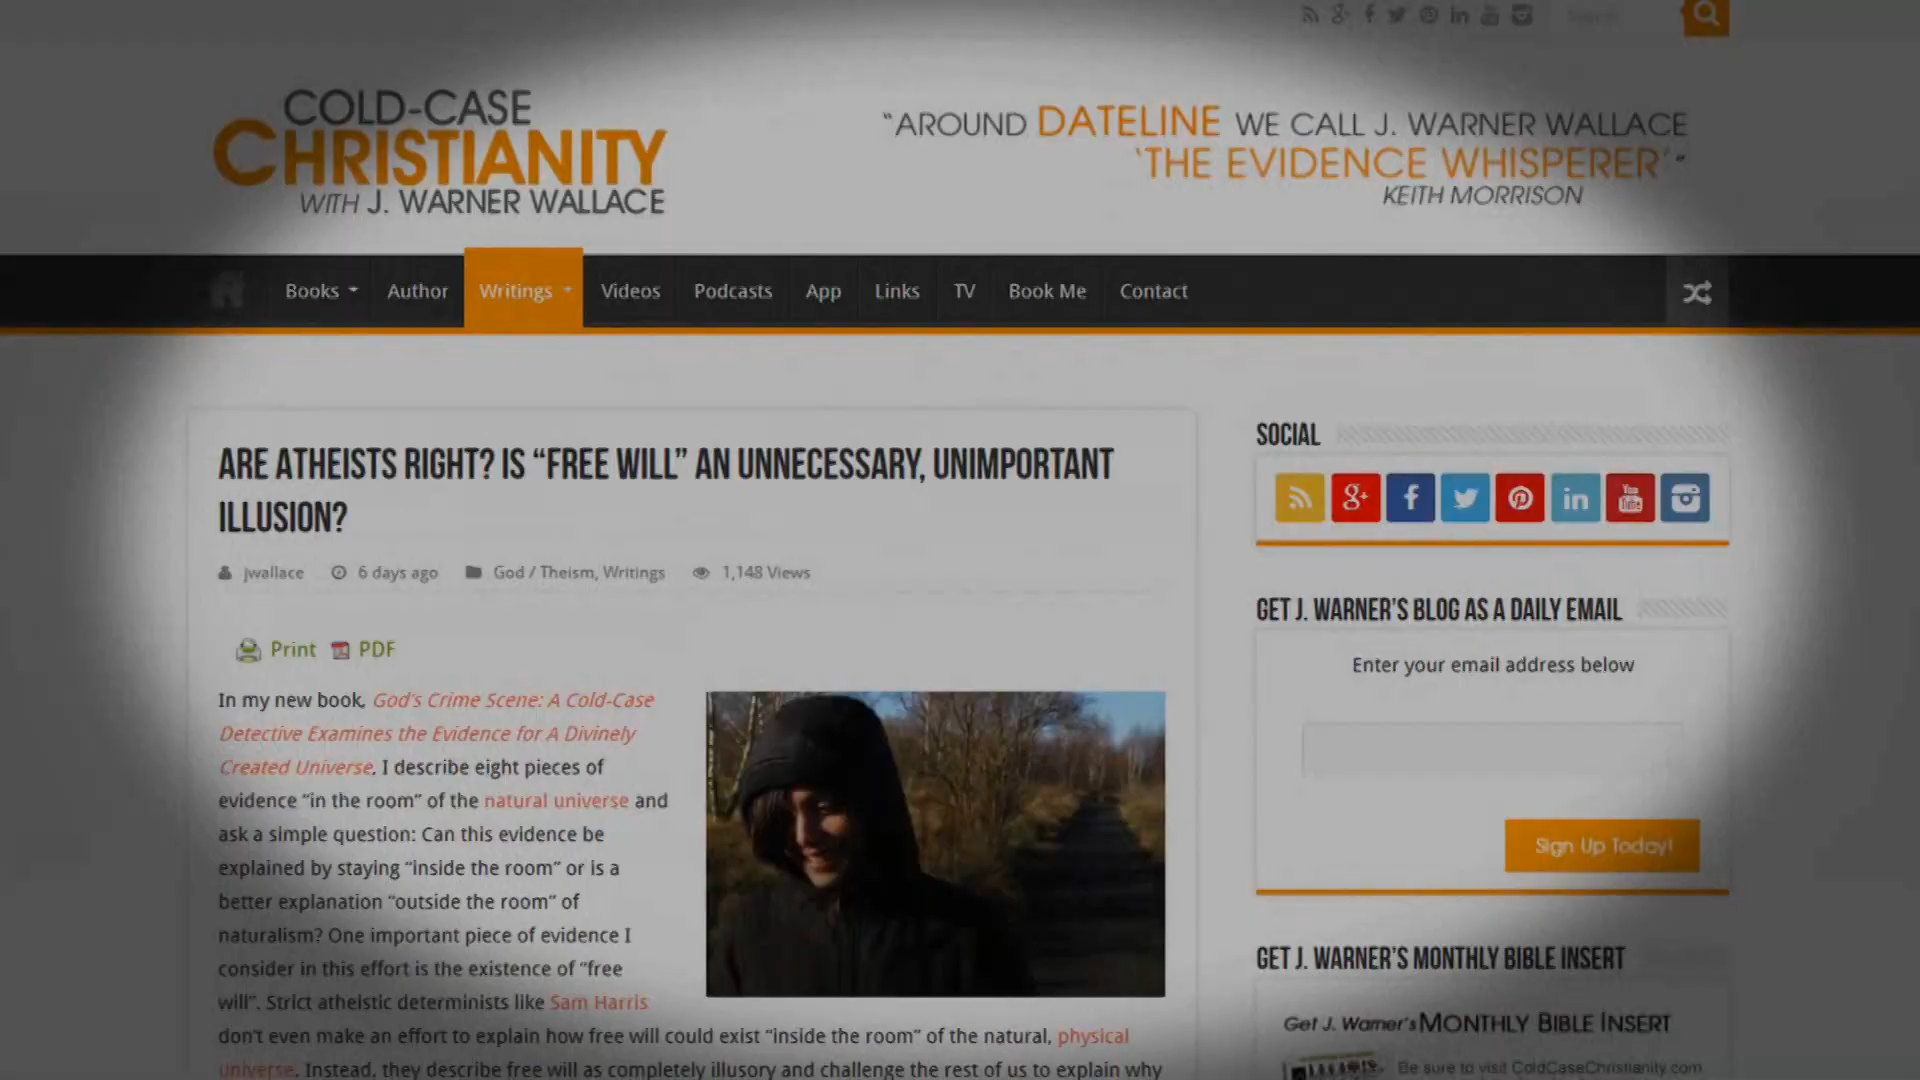 COLD-CASE
CHRISTIANITY
WITH J. WARNER WALLACE
“AROUND DATELINE WE CALL J. WARNER WALLACE
‘THE EVIDENCE WHISPERER’”
KEITH MORRISON
Books Author Writings Videos Podcasts App Links TV Book Me Contact
ARE ATHEISTS RIGHT? IS “FREE WILL” AN UNNECESSARY, UNIMPORTANT
ILLUSION?
jwallace 6 days ago God / Theism, Writings 1,148 Views
Print PDF
In my new book, God’s Crime Scene: A Cold-Case
Detective Examines the Evidence for A Divinely
Created Universe, I describe eight pieces of
evidence “in the room” of the natural universe and
ask a simple question: Can this evidence be
explained by staying “inside the room” or is a
better explanation “outside the room” of
naturalism? One important piece of evidence I
consider in this effort is the existence of “free
will”. Strict atheistic determinists like Sam Harris
don’t even make an effort to explain how free will could exist “inside the room” of the natural, physical
universe. Instead, they describe free will as completely illusory and challenge the rest of us to explain why
SOCIAL
g+ f in You Tube
GET J. WARNER’S BLOG AS A DAILY EMAIL
Enter your email address below
Sign Up Today!
GET J. WARNER’S MONTHLY BIBLE INSERT
Get J. Warner’s MONTHLY BIBLE INSERT
Be sure to visit ColdCaseChristianity.com